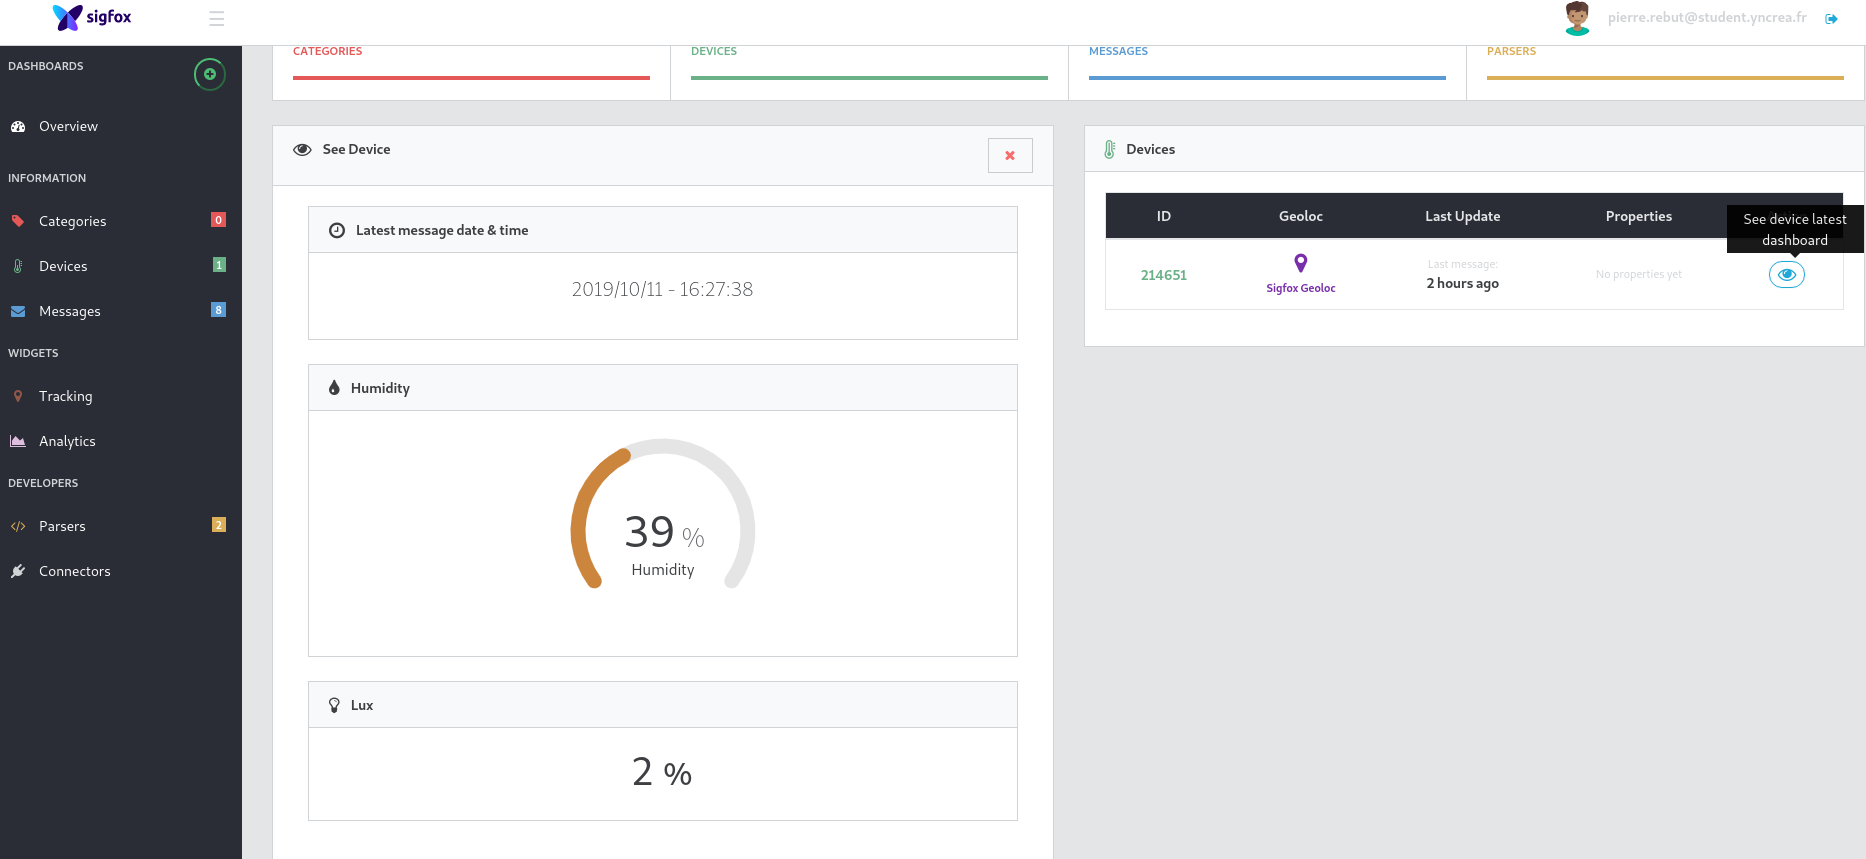 sigfox
pierre.rebut@student.yncrea.fr
DASHBOARDS
Overview
INFORMATION
Categories 0
Devices 1
Messages 8
WIDGETS
Tracking
Analytics
DEVELOPERS
Parsers 2
Connectors
CATEGORIES
DEVICES
MESSAGES
PARSERS
See Device
Latest message date & time
2019/10/11 - 16:27:38
Humidity
39 %
Humidity
Lux
2 %
Devices
ID Geoloc Last Update Properties
See device latest
dashboard
214651
Sigfox Geoloc
Last message:
2 hours ago
No properties yet